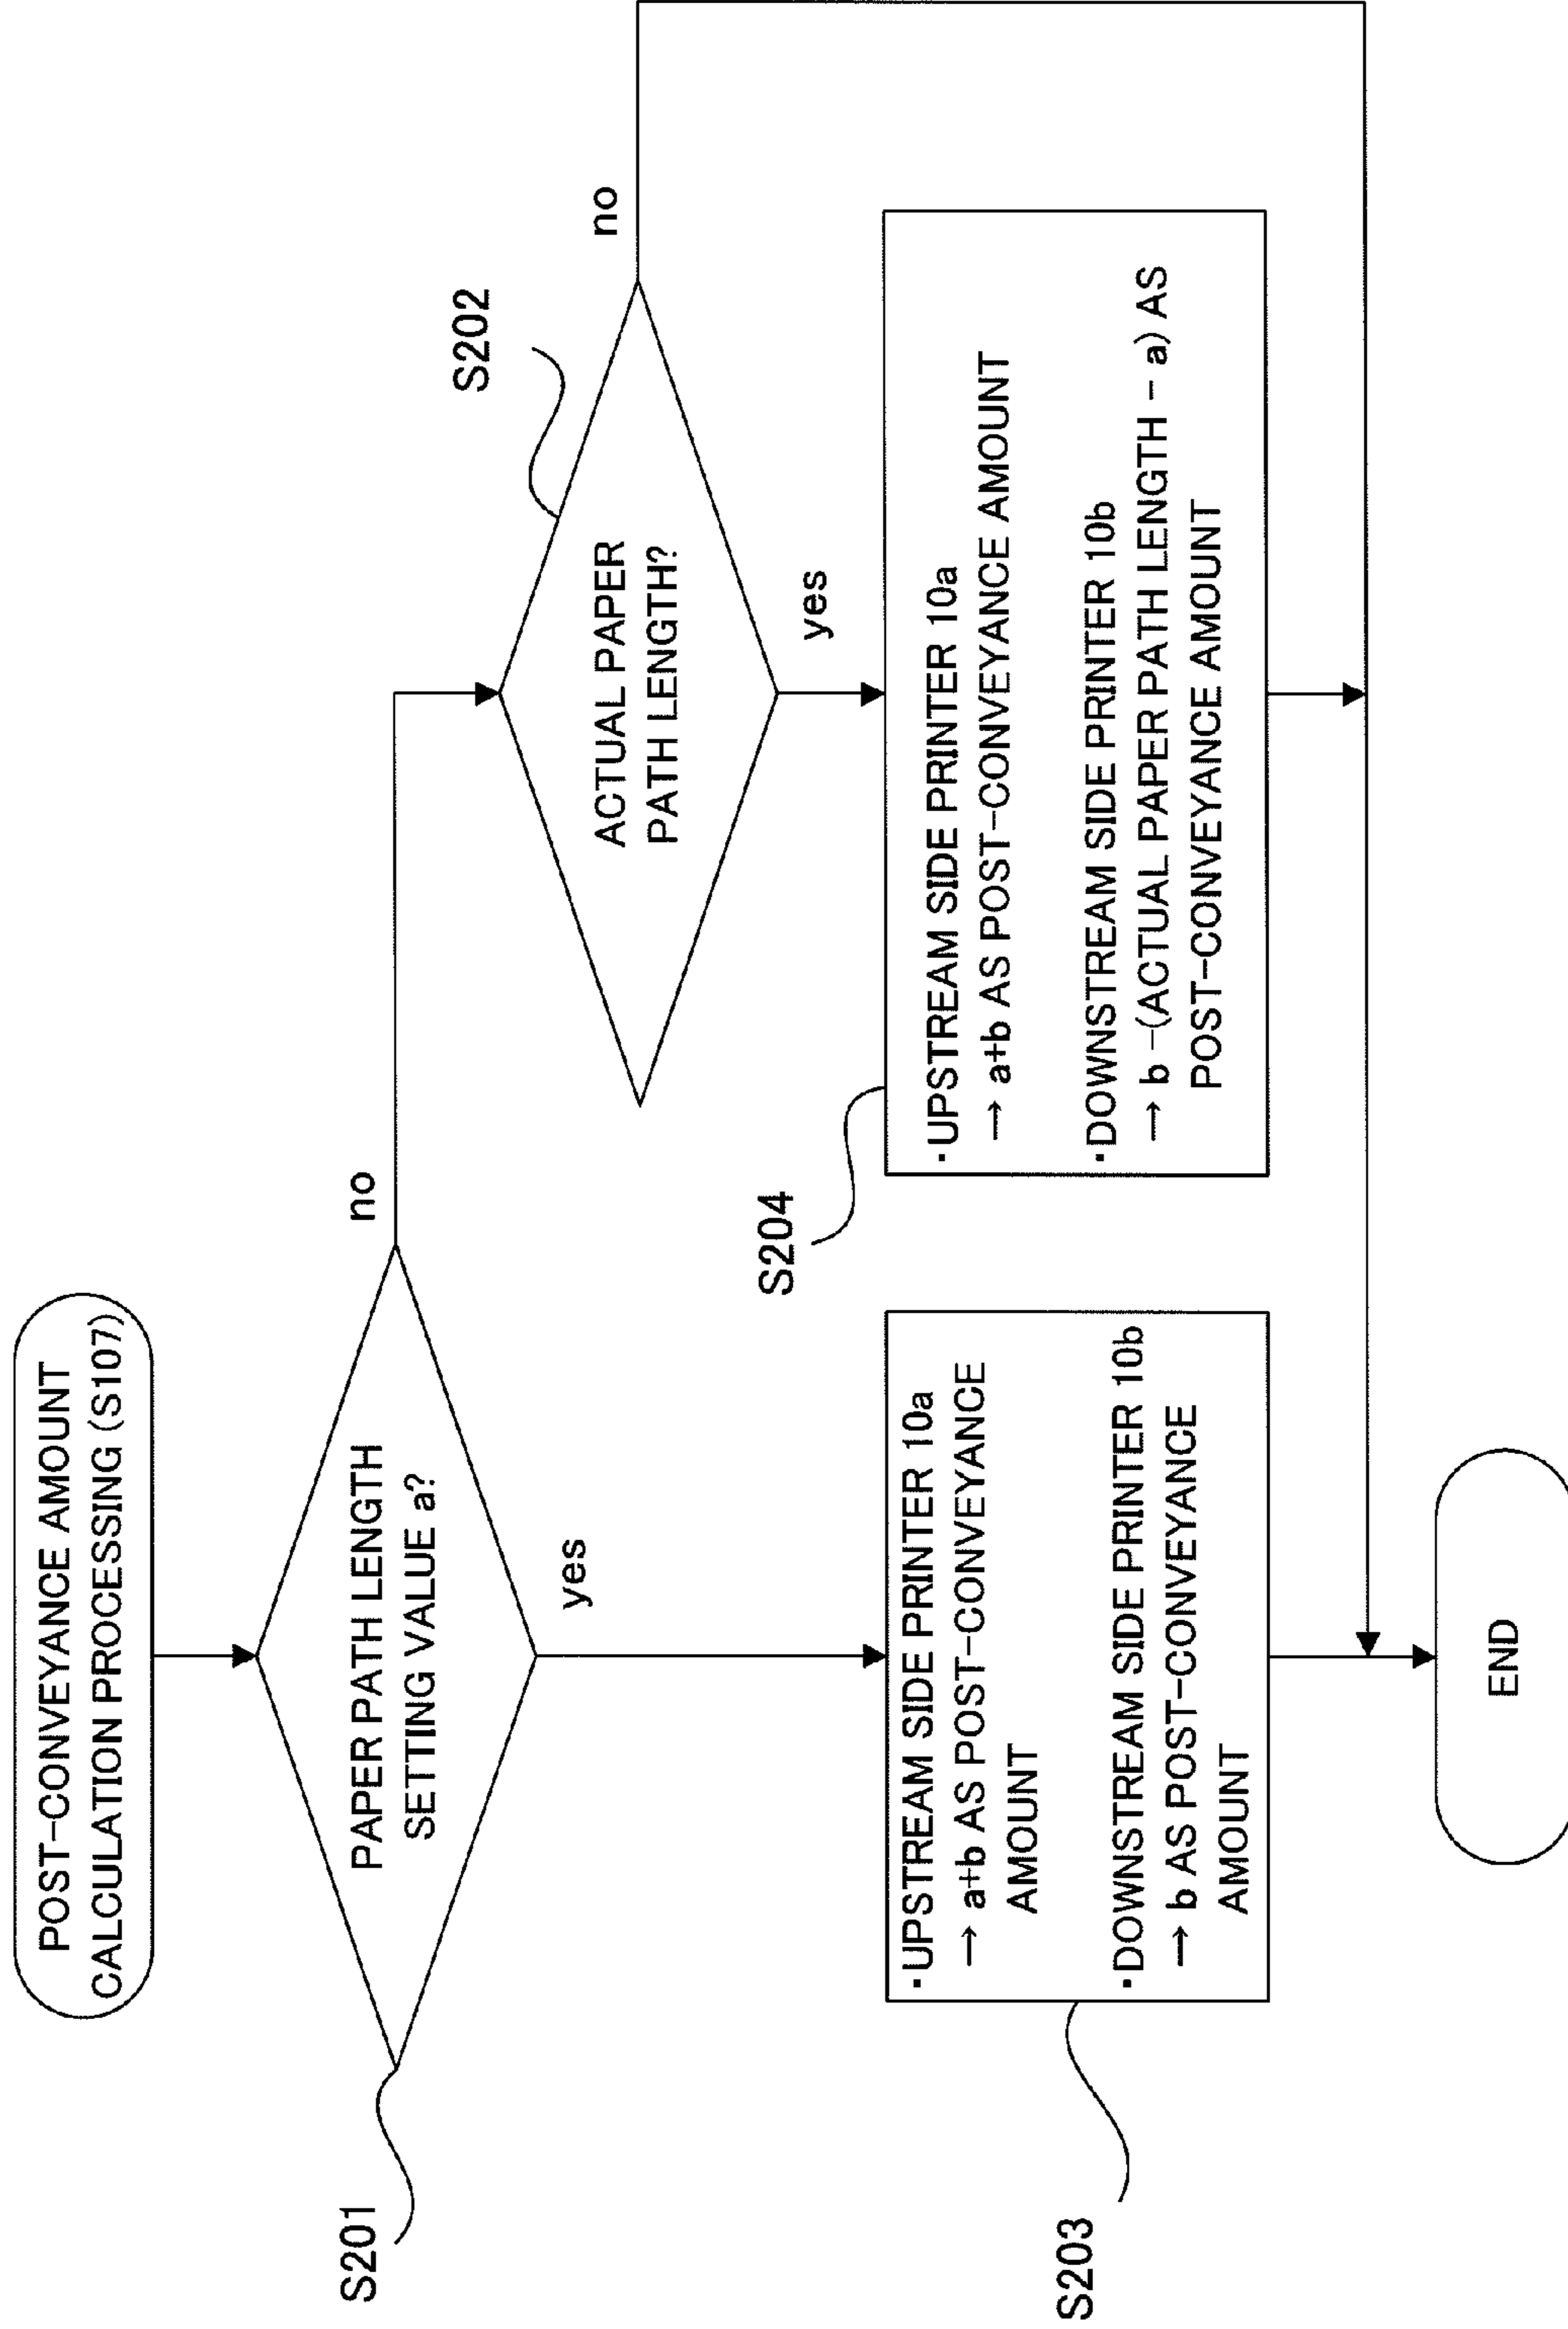 POST-CONVEYANCE AMOUNT
CALCULATION PROCESSING (S107)
S201
PAPER PATH LENGTH
SETTING VALUE a?
no
yes
S202
ACTUAL PAPER
PATH LENGTH?
no
yes
S203
·UPSTREAM SIDE PRINTER 10a
→ a+b AS POST-CONVEYANCE
AMOUNT
·DOWNSTREAM SIDE PRINTER 10b
→ b AS POST-CONVEYANCE
AMOUNT
S204
·UPSTREAM SIDE PRINTER 10a
→ a+b AS POST-CONVEYANCE AMOUNT
·DOWNSTREAM SIDE PRINTER 10b
→ b -(ACTUAL PAPER PATH LENGTH - a) AS
POST-CONVEYANCE AMOUNT
END